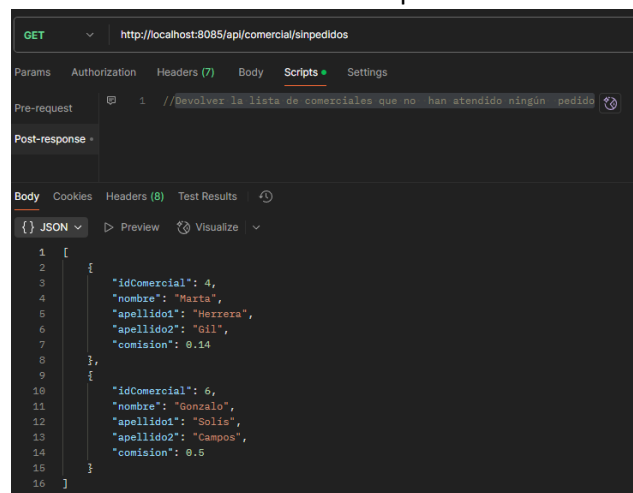 GET http://localhost:8085/api/comercial/sinpedidos
Params Authorization Headers (7) Body Scripts Settings
Pre-request 1 //Devolver la lista de comerciales que no han atendido ningún pedido
Post-response
Body Cookies Headers (8) Test Results
{} JSON Preview Visualize
1 [
2 {
3 "idComercial": 4,
4 "nombre": "Marta",
5 "apellido1": "Herrera",
6 "apellido2": "Gil",
7 "comision": 0.14
8 },
9 {
10 "idComercial": 6,
11 "nombre": "Gonzalo",
12 "apellido1": "Solís",
13 "apellido2": "Campos",
14 "comision": 0.5
15 }
16 ]